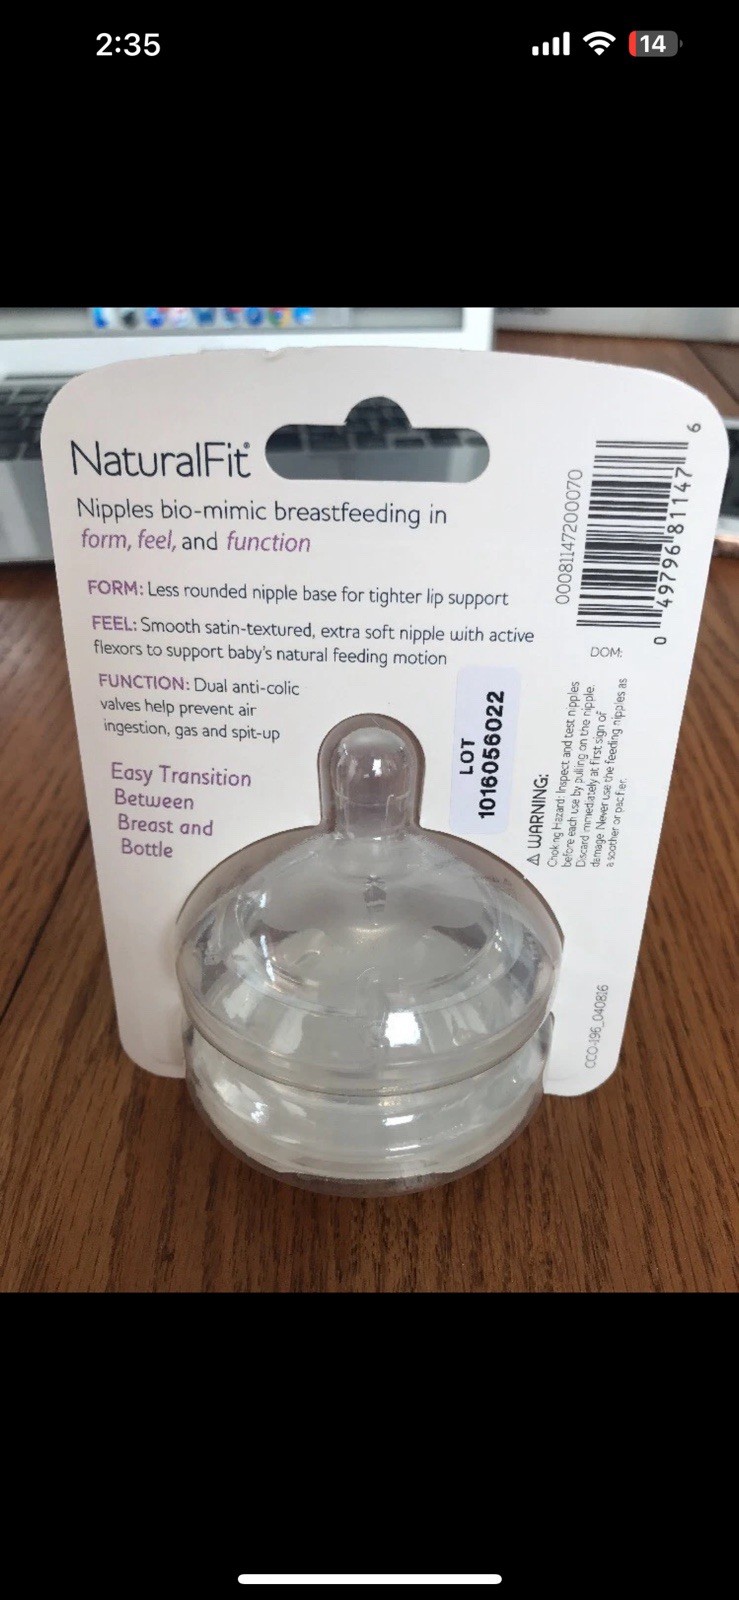 2:35
14
NaturalFit®
Nipples bio-mimic breastfeeding in
form, feel, and function
FORM: Less rounded nipple base for tighter lip support
FEEL: Smooth satin-textured, extra soft nipple with active
flexors to support baby's natural feeding motion
FUNCTION: Dual anti-colic
valves help prevent air
ingestion, gas and spit-up
Easy Transition
Between
Breast and
Bottle
LOT
1016056022
00081147200070
0 49796 81147 6
DOM:
⚠ WARNING:
Choking Hazard: Inspect and test nipples
before each use by pulling on the nipple.
Discard immediately at first sign of
damage. Never use the feeding nipples as
a soother or pacifier.
CCO-196_040816